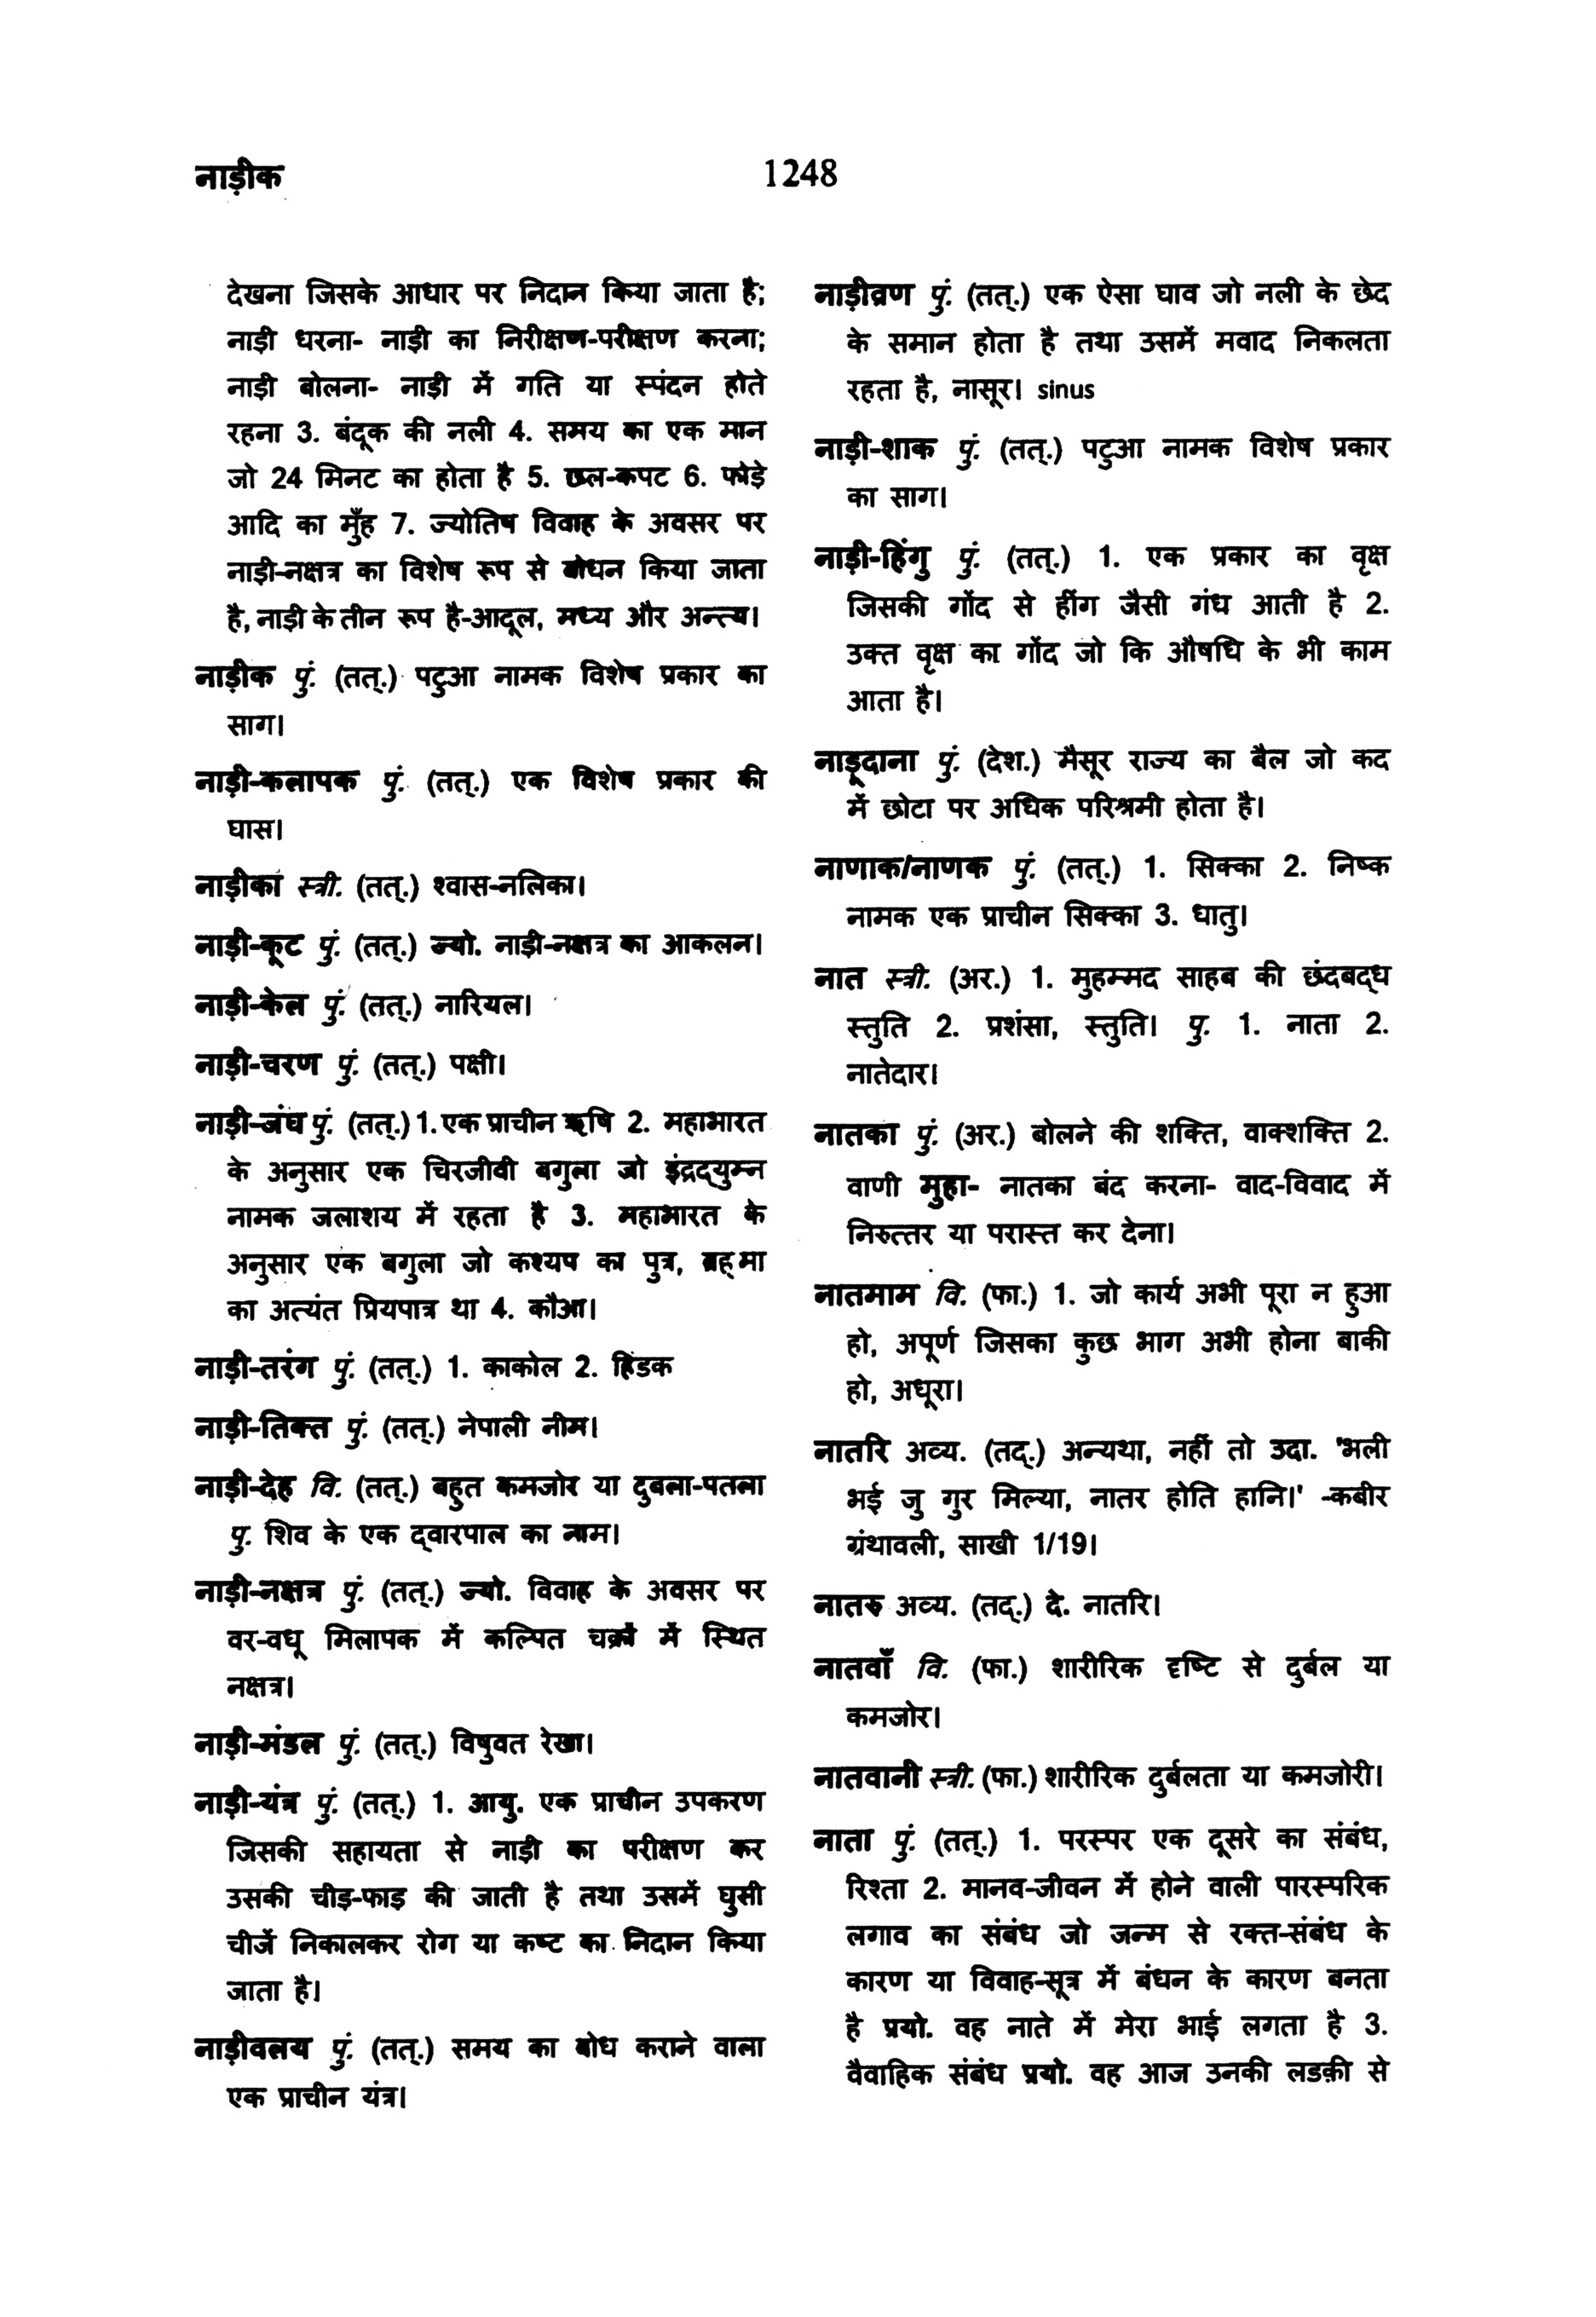 नाड़ीक
1248
देखना जिसके आधार पर निदान किया जाता है;
नाड़ी धरना- नाड़ी का निरीक्षण-परीक्षण करना;
नाड़ी बोलना- नाड़ी में गति या स्पंदन होते
रहना 3. बंदूक की नली 4. समय का एक मान
जो 24 मिनट का होता है 5. छल-कपट 6. फोड़े
आदि का मुँह 7. ज्योतिष विवाह के अवसर पर
नाड़ी-नक्षत्र का विशेष रूप से बोधन किया जाता
है, नाड़ी के तीन रूप है-आदूल, मध्य और अन्त्य।
नाड़ीक पुं. (तत्.) पटुआ नामक विशेष प्रकार का
साग।
नाड़ी-कलापक पुं. (तत्.) एक विशेष प्रकार की
घास।
नाड़ीका स्त्री. (तत्.) श्वास-नलिका।
नाड़ी-कूट पुं. (तत्.) ज्यो. नाड़ी-नक्षत्र का आकलन।
नाड़ी-केल पुं. (तत्.) नारियल।
नाड़ी-चरण पुं. (तत्.) पक्षी।
नाड़ी-जंघ पुं. (तत्.) 1. एक प्राचीन ऋषि 2. महाभारत
के अनुसार एक चिरजीवी बगुला जो इंद्रद्युम्न
नामक जलाशय में रहता है 3. महाभारत के
अनुसार एक बगुला जो कश्यप का पुत्र, ब्रह्मा
का अत्यंत प्रियपात्र था 4. कौआ।
नाड़ी-तरंग पुं. (तत्.) 1. काकोल 2. हिंडक
नाड़ी-तिक्त पुं. (तत्.) नेपाली नीम।
नाड़ी-देह वि. (तत्.) बहुत कमजोर या दुबला-पतला
पु. शिव के एक द्वारपाल का नाम।
नाड़ी-नक्षत्र पुं. (तत्.) ज्यो. विवाह के अवसर पर
वर-वधू मिलापक में कल्पित चक्रों में स्थित
नक्षत्र।
नाड़ी-मंडल पुं. (तत्.) विषुवत रेखा।
नाड़ी-यंत्र पुं. (तत्.) 1. आयु. एक प्राचीन उपकरण
जिसकी सहायता से नाड़ी का परीक्षण कर
उसकी चीड़-फाड़ की जाती है तथा उसमें घुसी
चीजें निकालकर रोग या कष्ट का निदान किया
जाता है।
नाड़ीवलय पुं. (तत्.) समय का बोध कराने वाला
एक प्राचीन यंत्र।
नाड़ीव्रण पुं. (तत्.) एक ऐसा घाव जो नली के छेद
के समान होता है तथा उसमें मवाद निकलता
रहता है, नासूर। sinus
नाड़ी-शाक पुं. (तत्.) पटुआ नामक विशेष प्रकार
का साग।
नाड़ी-हिंगु पुं. (तत्.) 1. एक प्रकार का वृक्ष
जिसकी गोंद से हींग जैसी गंध आती है 2.
उक्त वृक्ष का गोंद जो कि औषधि के भी काम
आता है।
नाड़ूदाना पुं. (देश.) मैसूर राज्य का बैल जो कद
में छोटा पर अधिक परिश्रमी होता है।
नाणाक/नाणक पुं. (तत्.) 1. सिक्का 2. निष्क
नामक एक प्राचीन सिक्का 3. धातु।
नात स्त्री. (अर.) 1. मुहम्मद साहब की छंदबद्ध
स्तुति 2. प्रशंसा, स्तुति। पु. 1. नाता 2.
नातेदार।
नातका पुं. (अर.) बोलने की शक्ति, वाक्शक्ति 2.
वाणी मुहा- नातका बंद करना- वाद-विवाद में
निरुत्तर या परास्त कर देना।
नातमाम वि. (फा.) 1. जो कार्य अभी पूरा न हुआ
हो, अपूर्ण जिसका कुछ भाग अभी होना बाकी
हो, अधूरा।
नातरि अव्य. (तद्.) अन्यथा, नहीं तो उदा. 'भली
भई जु गुर मिल्या, नातर होति हानि।' -कबीर
ग्रंथावली, साखी 1/19।
नातरु अव्य. (तद्.) दे. नातरि।
नातवाँ वि. (फा.) शारीरिक दृष्टि से दुर्बल या
कमजोर।
नातवानी स्त्री. (फा.) शारीरिक दुर्बलता या कमजोरी।
नाता पुं. (तत्.) 1. परस्पर एक दूसरे का संबंध,
रिश्ता 2. मानव-जीवन में होने वाली पारस्परिक
लगाव का संबंध जो जन्म से रक्त-संबंध के
कारण या विवाह-सूत्र में बंधन के कारण बनता
है प्रयो. वह नाते में मेरा भाई लगता है 3.
वैवाहिक संबंध प्रयो. वह आज उनकी लडक़ी से